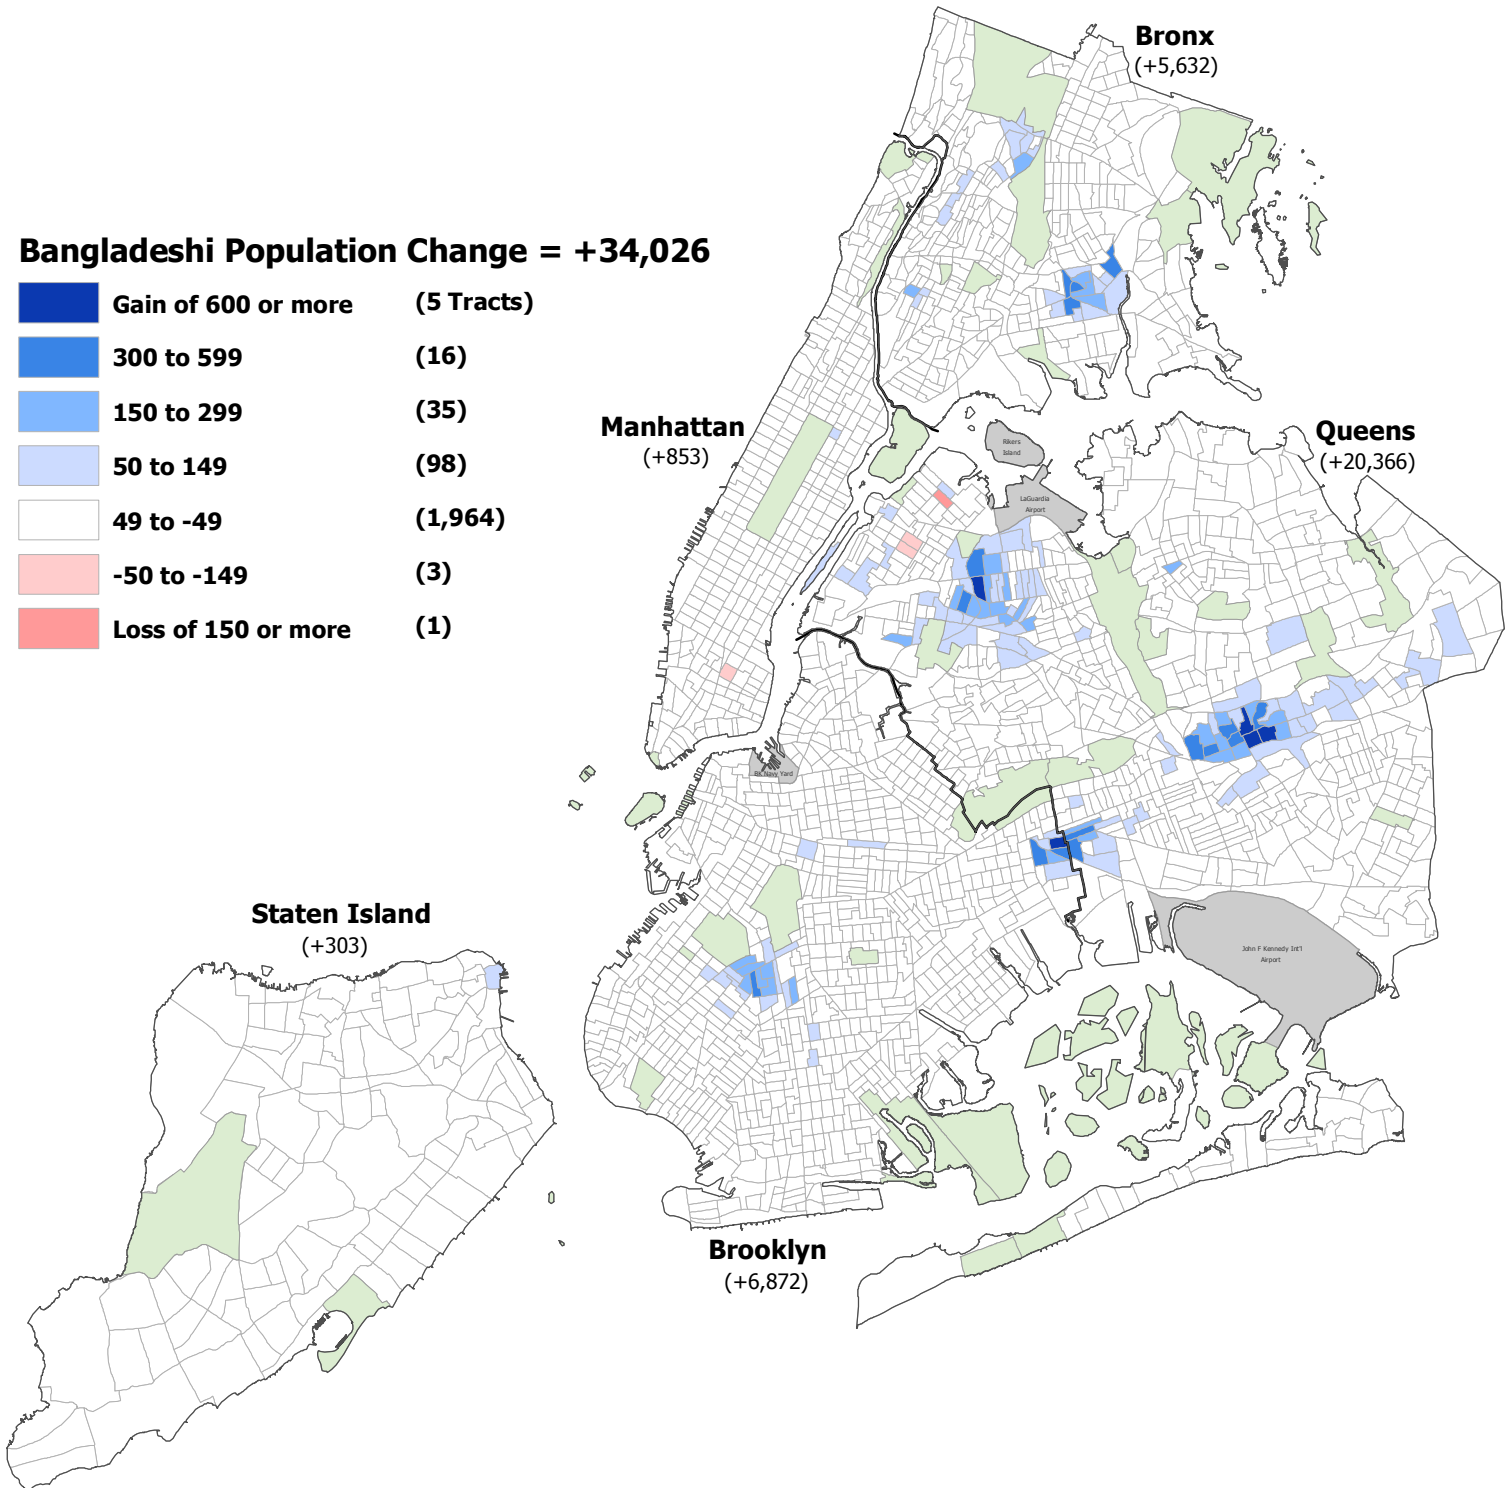 Bronx
(+5,632)
Bangladeshi Population Change = +34,026
Gain of 600 or more (5 Tracts)
300 to 599 (16)
150 to 299 (35)
50 to 149 (98)
49 to -49 (1,964)
-50 to -149 (3)
Loss of 150 or more (1)
Manhattan
(+853)
Queens
(+20,366)
Rikers
Island
LaGuardia
Airport
BK Navy Yard
Staten Island
(+303)
John F Kennedy Int'l
Airport
Brooklyn
(+6,872)